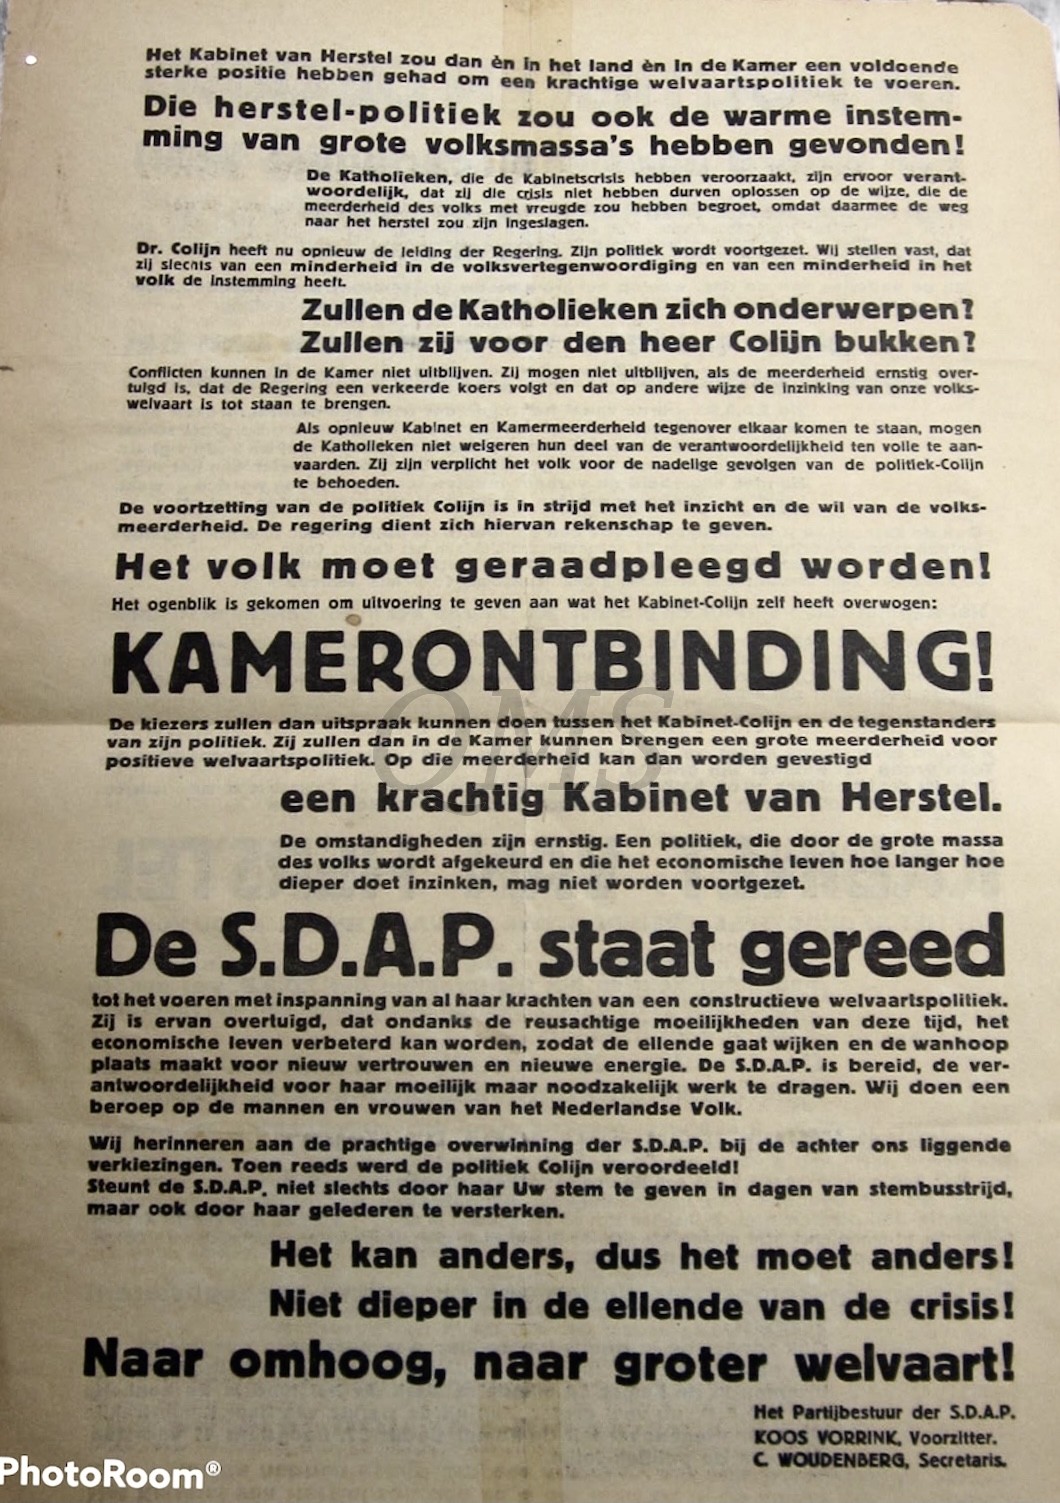 Het Kabinet van Herstel zou dan èn in het land èn in de Kamer een voldoende
sterke positie hebben gehad om een krachtige welvaartspolitiek te voeren.
Die herstel-politiek zou ook de warme instem-
ming van grote volksmassa's hebben gevonden!
De Katholieken, die de Kabinetscrisis hebben veroorzaakt, zijn ervoor verant-
woordelijk, dat zij die crisis niet hebben durven oplossen op de wijze, die de
meerderheid des volks met vreugde zou hebben begroet, omdat daarmee de weg
naar het herstel zou zijn ingeslagen.
Dr. Colijn heeft nu opnieuw de leiding der Regering. Zijn politiek wordt voortgezet. Wij stellen vast, dat
zij slechts van een minderheid in de volksvertegenwoordiging en van een minderheid in het
volk de instemming heeft.
Zullen de Katholieken zich onderwerpen?
Zullen zij voor den heer Colijn bukken?
Conflicten kunnen in de Kamer niet uitblijven. Zij mogen niet uitblijven, als de meerderheid ernstig over-
tuigd is, dat de Regering een verkeerde koers volgt en dat op andere wijze de inzinking van onze volks-
welvaart is tot staan te brengen.
Als opnieuw Kabinet en Kamermeerderheid tegenover elkaar komen te staan, mogen
de Katholieken niet weigeren hun deel van de verantwoordelijkheid ten volle te aan-
vaarden. Zij zijn verplicht het volk voor de nadelige gevolgen van de politiek-Colijn
te behoeden.
De voortzetting van de politiek Colijn is in strijd met het inzicht en de wil van de volks-
meerderheid. De regering dient zich hiervan rekenschap te geven.
Het volk moet geraadpleegd worden!
Het ogenblik is gekomen om uitvoering te geven aan wat het Kabinet-Colijn zelf heeft overwogen:
KAMERONTBINDING!
OMS
De kiezers zullen dan uitspraak kunnen doen tussen het Kabinet-Colijn en de tegenstanders
van zijn politiek. Zij zullen dan in de Kamer kunnen brengen een grote meerderheid voor
positieve welvaartspolitiek. Op die meerderheid kan dan worden gevestigd
OMS
een krachtig Kabinet van Herstel.
De omstandigheden zijn ernstig. Een politiek, die door de grote massa
des volks wordt afgekeurd en die het economische leven hoe langer hoe
dieper doet inzinken, mag niet worden voortgezet.
De S.D.A.P. staat gereed
tot het voeren met inspanning van al haar krachten van een constructieve welvaartspolitiek.
Zij is ervan overtuigd, dat ondanks de reusachtige moeilijkheden van deze tijd, het
economische leven verbeterd kan worden, zodat de ellende gaat wijken en de wanhoop
plaats maakt voor nieuw vertrouwen en nieuwe energie. De S.D.A.P. is bereid, de ver-
antwoordelijkheid voor haar moeilijk maar noodzakelijk werk te dragen. Wij doen een
beroep op de mannen en vrouwen van het Nederlandse Volk.
Wij herinneren aan de prachtige overwinning der S.D.A.P. bij de achter ons liggende
verkiezingen. Toen reeds werd de politiek Colijn veroordeeld!
Steunt de S.D.A.P. niet slechts door haar Uw stem te geven in dagen van stembusstrijd,
maar ook door haar gelederen te versterken.
Het kan anders, dus het moet anders!
Niet dieper in de ellende van de crisis!
Naar omhoog, naar groter welvaart!
Het Partijbestuur der S.D.A.P.
KOOS VORRINK, Voorzitter.
C. WOUDENBERG, Secretaris.
PhotoRoom®